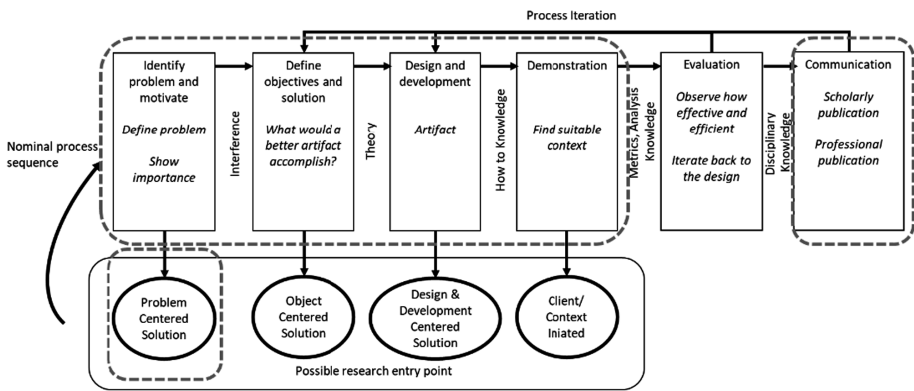 Process Iteration
Nominal process
sequence
Identify
problem and
motivate
Define problem
Show
importance
Interference
Define
objectives and
solution
What would a
better artifact
accomplish?
Theory
Design and
development
Artifact
How to Knowledge
Demonstration
Find suitable
context
Metrics, Analysis
Knowledge
Evaluation
Observe how
effective and
efficient
Iterate back to
the design
Disciplinary
Knowledge
Communication
Scholarly
publication
Professional
publication
Problem
Centered
Solution
Object
Centered
Solution
Design &
Development
Centered
Solution
Client/
Context
Iniated
Possible research entry point